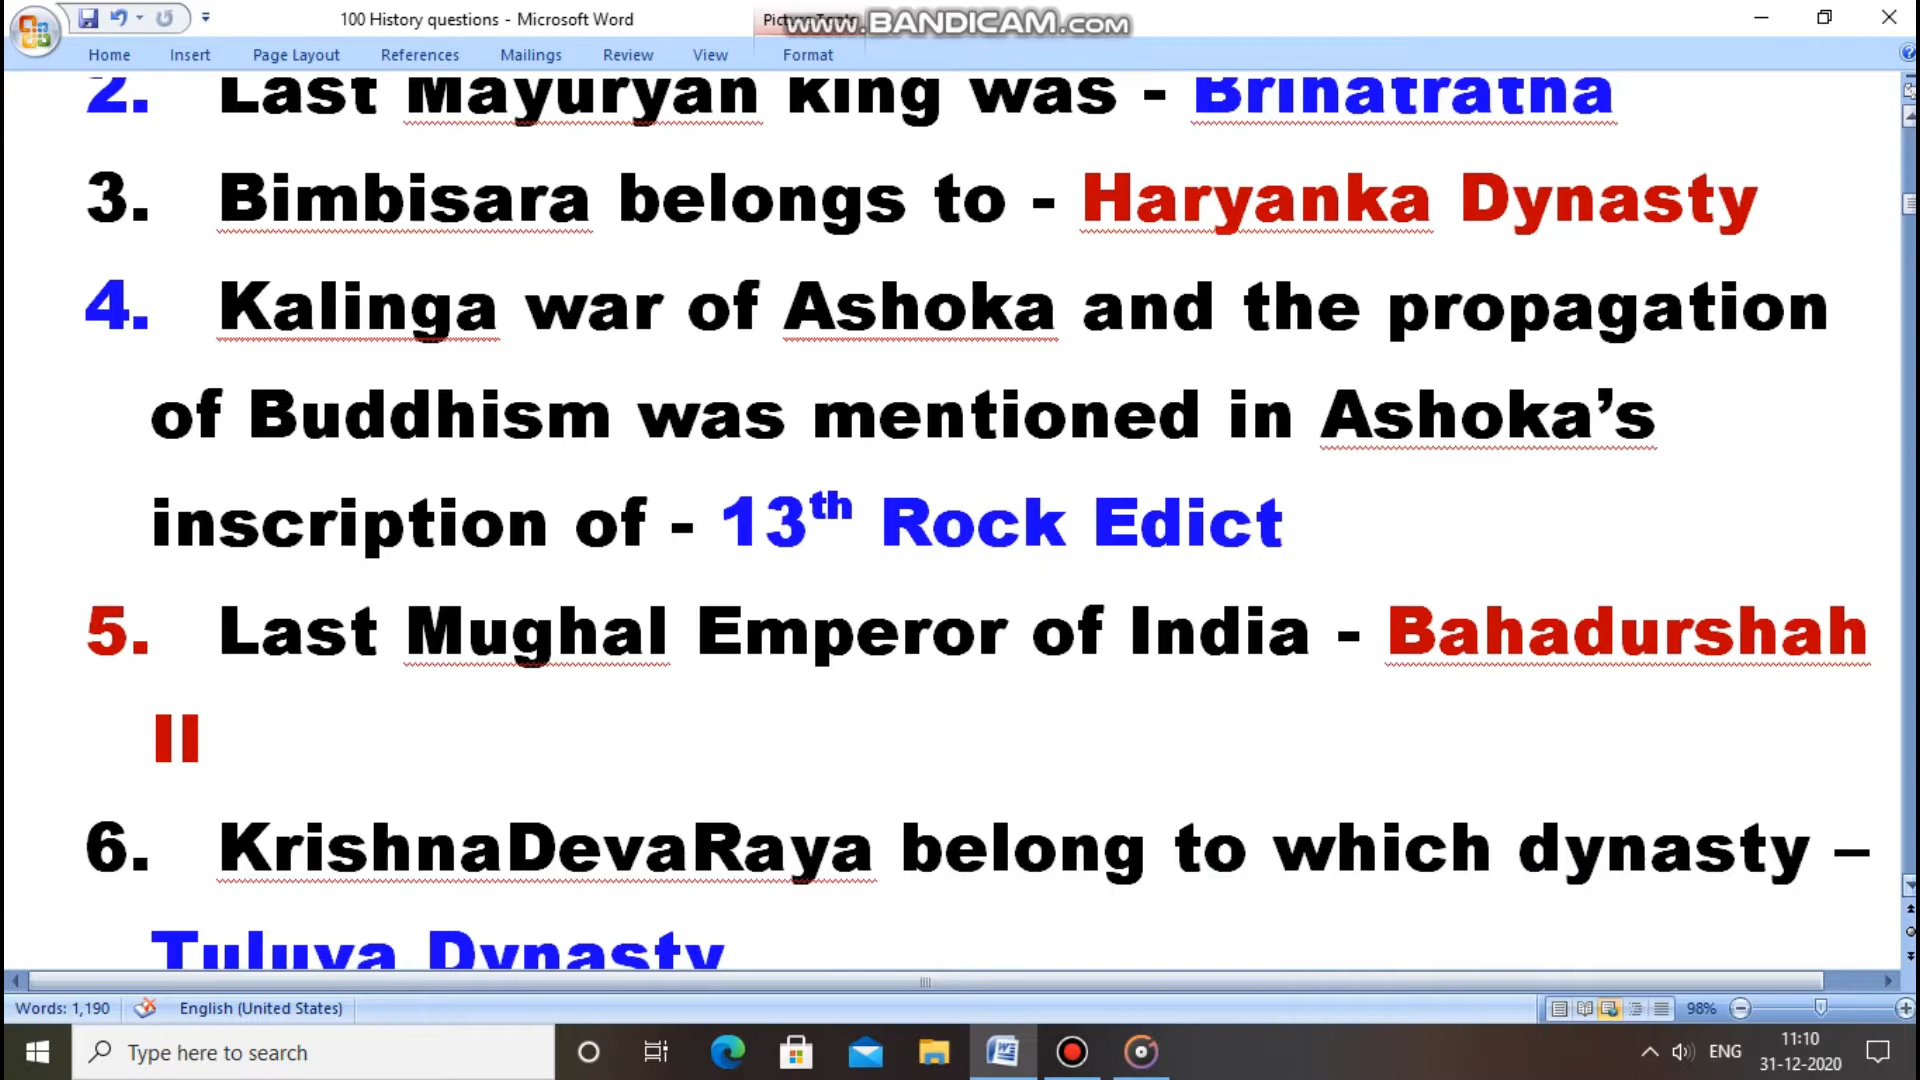 100 History questions - Microsoft Word
www.BANDICAM.com
Home Insert Page Layout References Mailings Review View Format
2. Last Mayuryan king was - Brihatratha
3. Bimbisara belongs to - Haryanka Dynasty
4. Kalinga war of Ashoka and the propagation
of Buddhism was mentioned in Ashoka’s
inscription of - 13th Rock Edict
5. Last Mughal Emperor of India - Bahadurshah
II
6. KrishnaDevaRaya belong to which dynasty –
Tuluva Dynasty
Words: 1,190 English (United States) 98%
Type here to search
ENG
11:10
31-12-2020